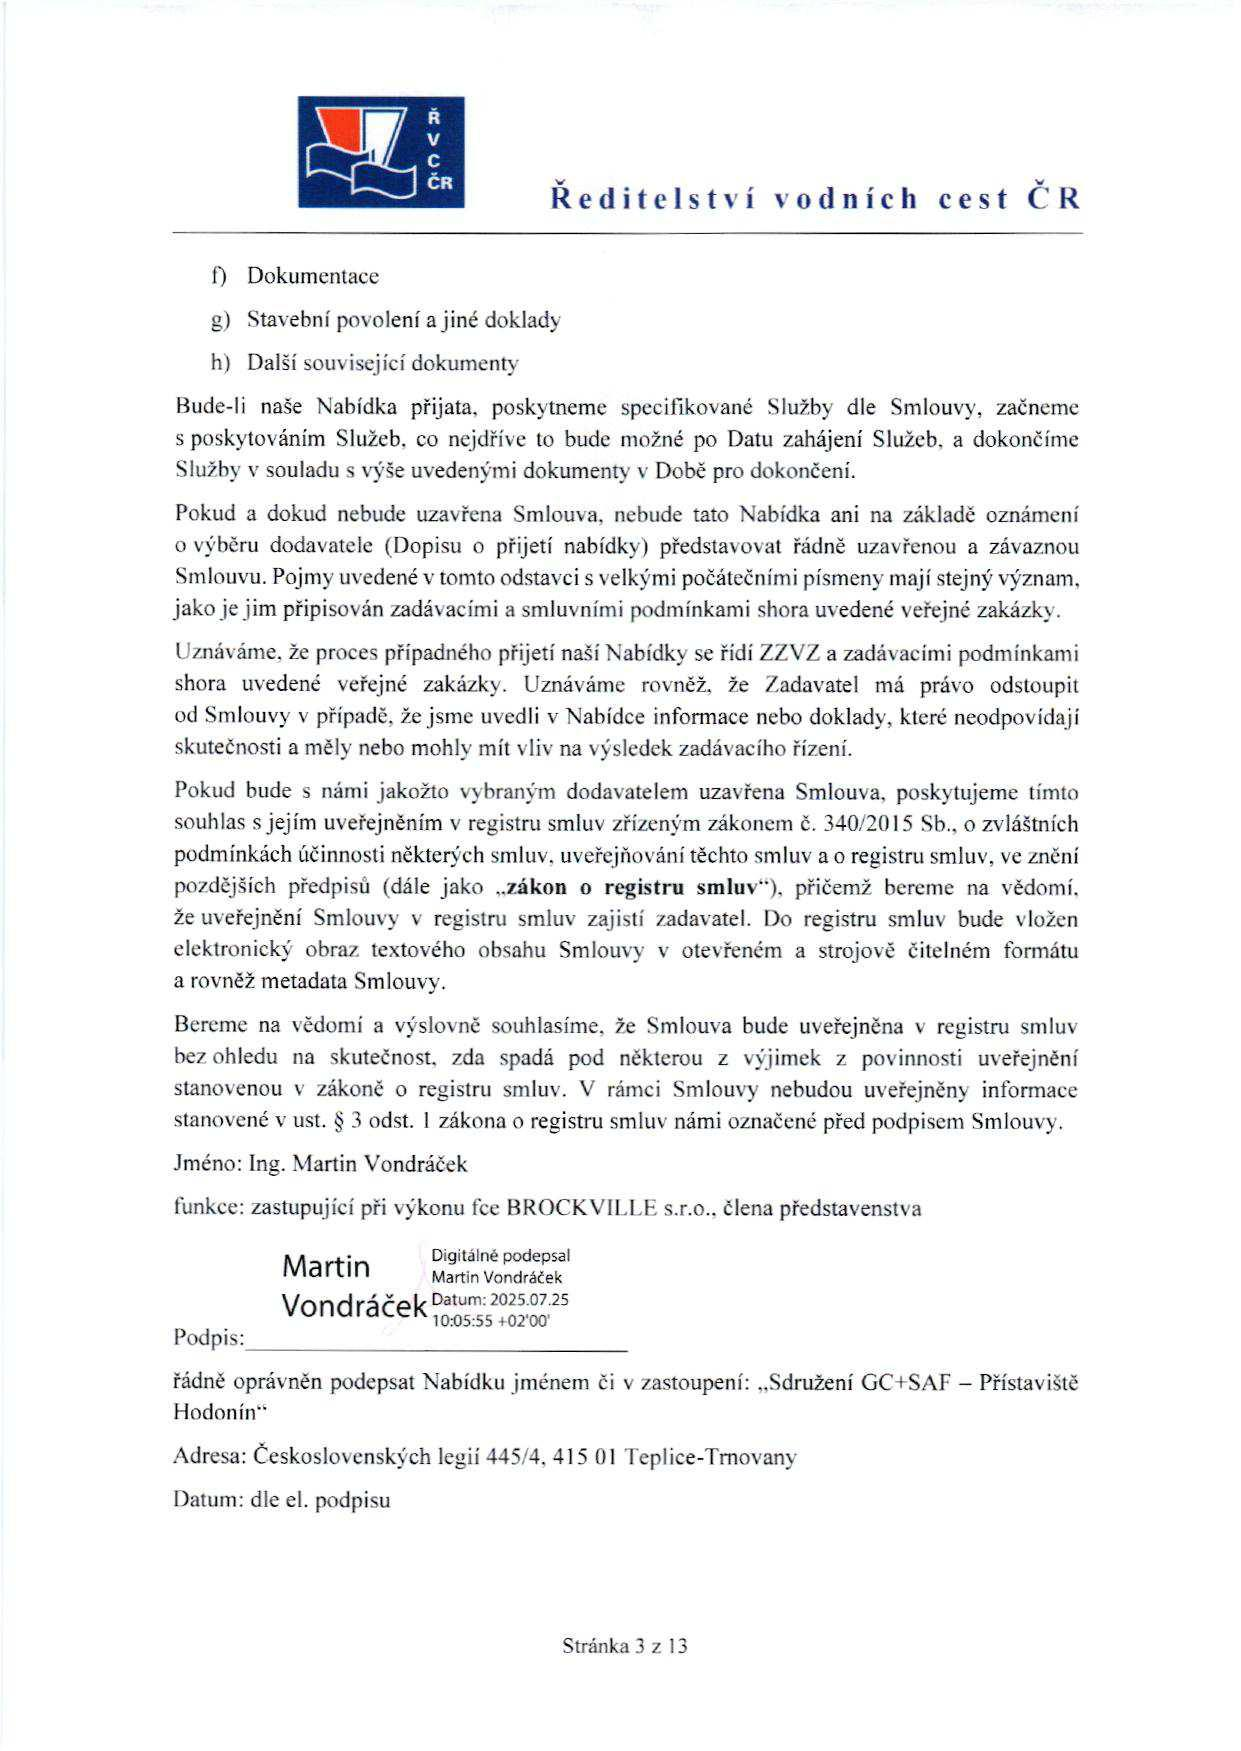 Ř
V
C
ČR
Ředitelství vodních cest ČR
f) Dokumentace
g) Stavební povolení a jiné doklady
h) Další související dokumenty
Bude-li naše Nabídka přijata, poskytneme specifikované Služby dle Smlouvy, začneme
s poskytováním Služeb, co nejdříve to bude možné po Datu zahájení Služeb, a dokončíme
Služby v souladu s výše uvedenými dokumenty v Době pro dokončení.
Pokud a dokud nebude uzavřena Smlouva, nebude tato Nabídka ani na základě oznámení
o výběru dodavatele (Dopisu o přijetí nabídky) představovat řádně uzavřenou a závaznou
Smlouvu. Pojmy uvedené v tomto odstavci s velkými počátečními písmeny mají stejný význam,
jako je jim připisován zadávacími a smluvními podmínkami shora uvedené veřejné zakázky.
Uznáváme, že proces případného přijetí naší Nabídky se řídí ZZVZ a zadávacími podmínkami
shora uvedené veřejné zakázky. Uznáváme rovněž, že Zadavatel má právo odstoupit
od Smlouvy v případě, že jsme uvedli v Nabídce informace nebo doklady, které neodpovídají
skutečnosti a měly nebo mohly mít vliv na výsledek zadávacího řízení.
Pokud bude s námi jakožto vybraným dodavatelem uzavřena Smlouva, poskytujeme tímto
souhlas s jejím uveřejněním v registru smluv zřízeným zákonem č. 340/2015 Sb., o zvláštních
podmínkách účinnosti některých smluv, uveřejňování těchto smluv a o registru smluv, ve znění
pozdějších předpisů (dále jako „zákon o registru smluv“), přičemž bereme na vědomí,
že uveřejnění Smlouvy v registru smluv zajistí zadavatel. Do registru smluv bude vložen
elektronický obraz textového obsahu Smlouvy v otevřeném a strojově čitelném formátu
a rovněž metadata Smlouvy.
Bereme na vědomí a výslovně souhlasíme, že Smlouva bude uveřejněna v registru smluv
bez ohledu na skutečnost, zda spadá pod některou z výjimek z povinnosti uveřejnění
stanovenou v zákoně o registru smluv. V rámci Smlouvy nebudou uveřejněny informace
stanovené v ust. § 3 odst. 1 zákona o registru smluv námi označené před podpisem Smlouvy.
Jméno: Ing. Martin Vondráček
funkce: zastupující při výkonu fce BROCKVILLE s.r.o., člena představenstva
Martin
Vondráček
Digitálně podepsal
Martin Vondráček
Datum: 2025.07.25
10:05:55 +02'00'
Podpis:
řádně oprávněn podepsat Nabídku jménem či v zastoupení: „Sdružení GC+SAF – Přístaviště
Hodonín“
Adresa: Československých legií 445/4, 415 01 Teplice-Trnovany
Datum: dle el. podpisu
Stránka 3 z 13